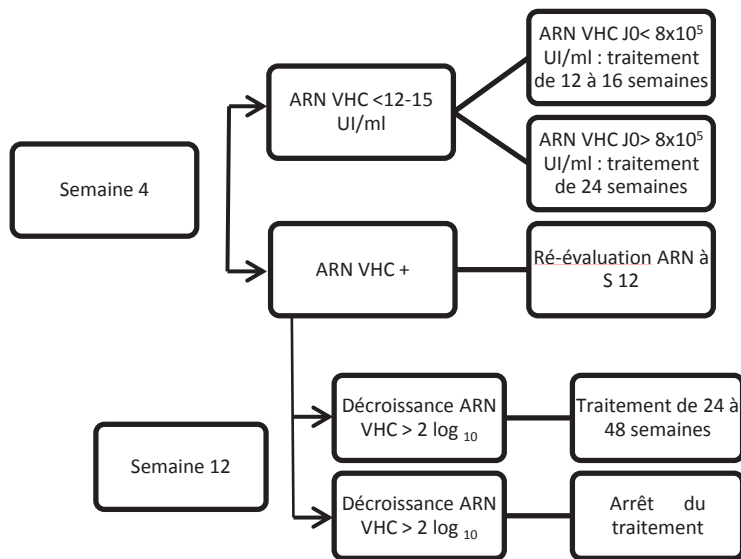 ARN VHC J0< 8x10⁵
UI/ml : traitement
de 12 à 16 semaines
ARN VHC <12-15
UI/ml
ARN VHC J0> 8x10⁵
UI/ml : traitement
de 24 semaines
Semaine 4
ARN VHC +
Ré-évaluation ARN à
S 12
Décroissance ARN
VHC > 2 log ₁₀
Traitement de 24 à
48 semaines
Semaine 12
Décroissance ARN
VHC > 2 log ₁₀
Arrêt du
traitement